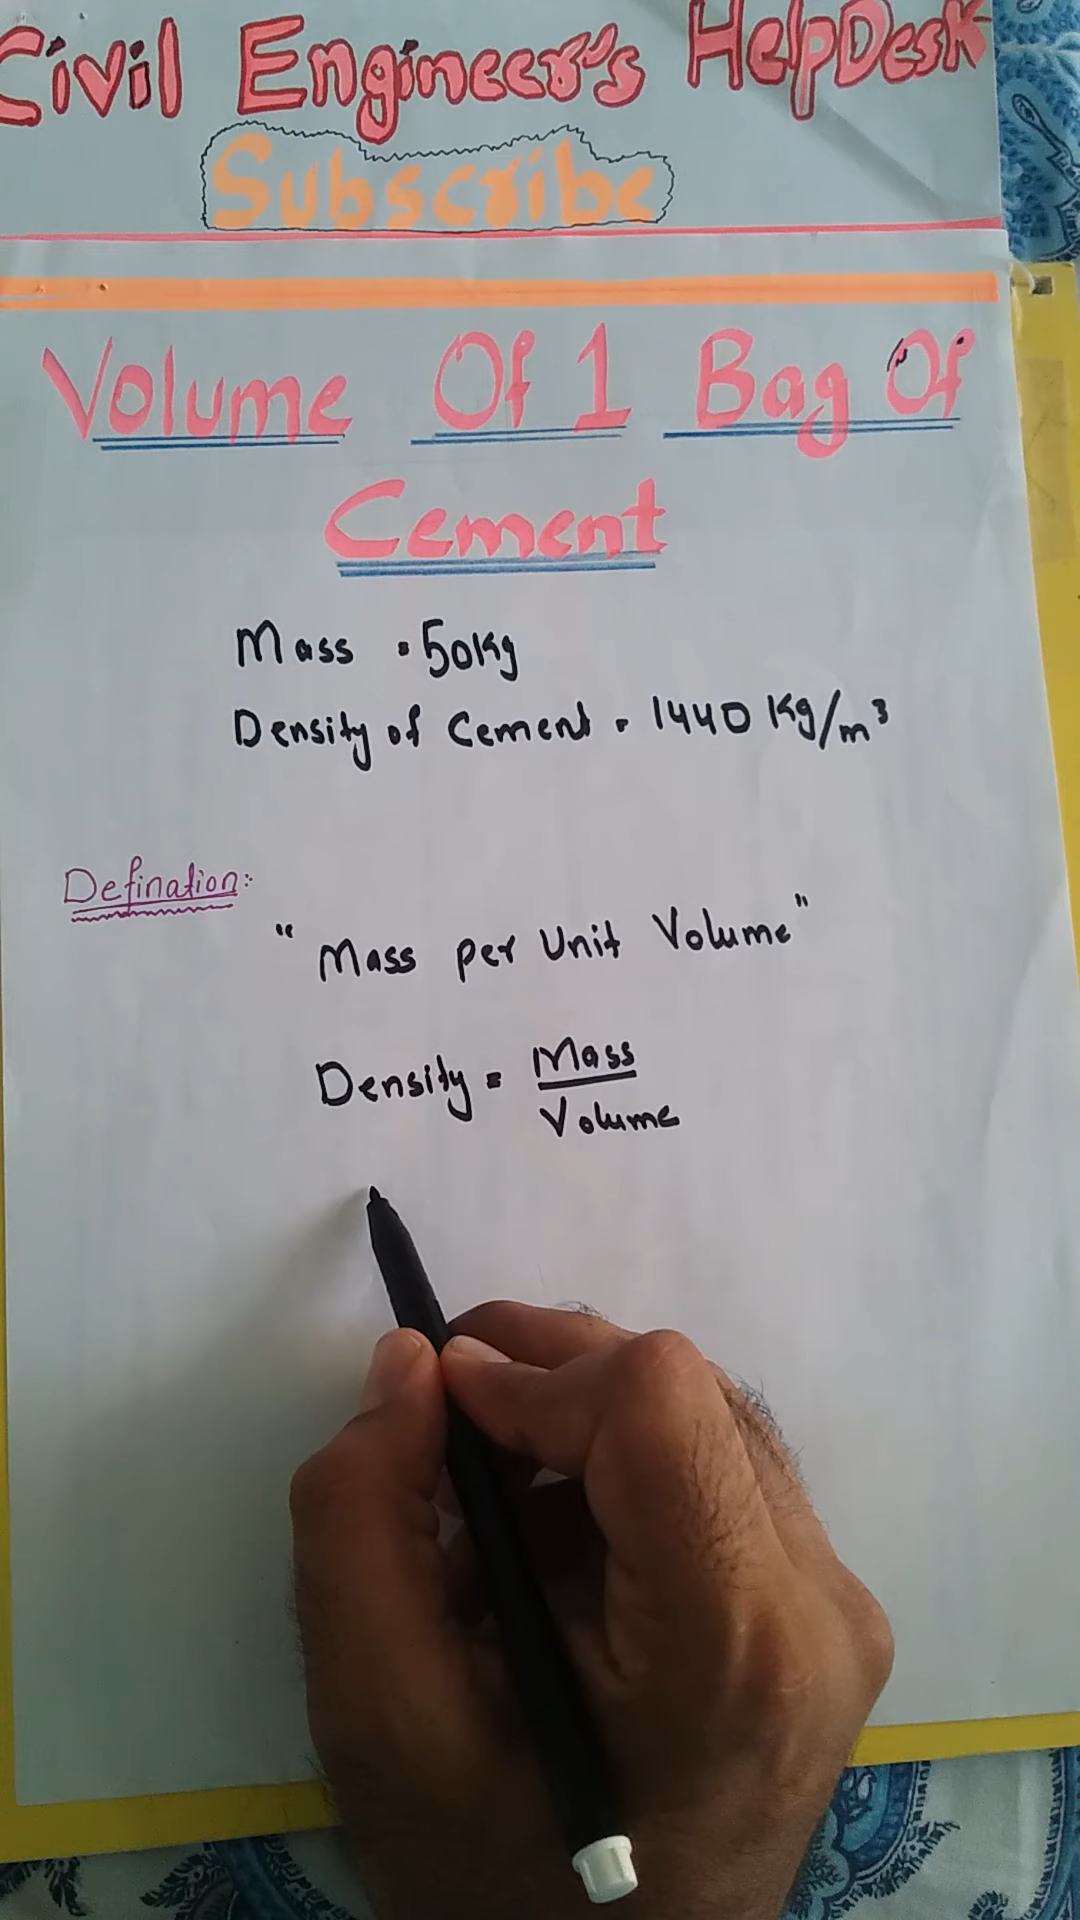 Civil Engineer's HelpDesk
Subscribe
Volume Of 1 Bag Of
Cement
Mass = 50Kg
Density of Cement = 1440 Kg/m³
Defination:
"Mass per Unit Volume"
Density = Mass
Volume